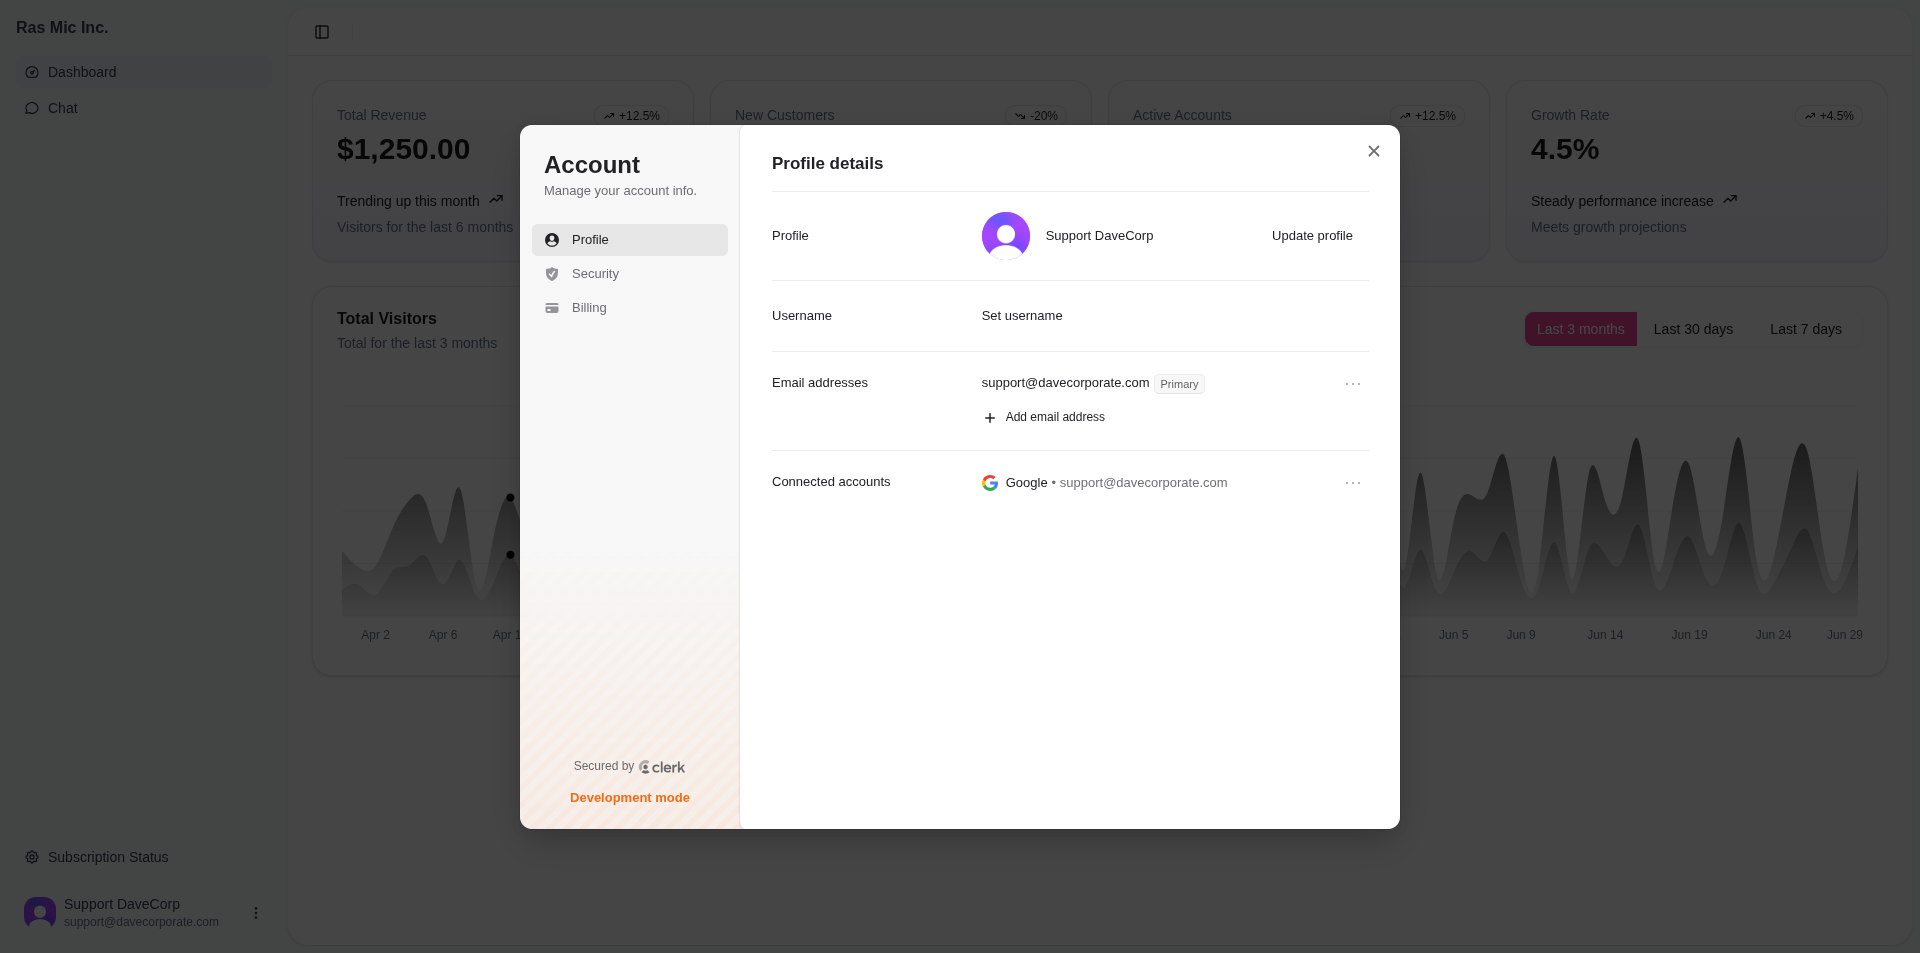 Ras Mic Inc.
Dashboard
Chat
Total Revenue
+12.5%
$1,250.00
Trending up this month
Visitors for the last 6 months
New Customers
-20%
Active Accounts
+12.5%
Growth Rate
+4.5%
4.5%
Steady performance increase
Meets growth projections
Total Visitors
Total for the last 3 months
Last 3 months
Last 30 days
Last 7 days
Account
Manage your account info.
Profile
Security
Billing
Secured by clerk
Development mode
Profile details
Profile
Support DaveCorp
Update profile
Username
Set username
Email addresses
support@davecorporate.com Primary
Add email address
Connected accounts
Google • support@davecorporate.com
Apr 2
Apr 6
Apr 1
Jun 5
Jun 9
Jun 14
Jun 19
Jun 24
Jun 29
Subscription Status
Support DaveCorp
support@davecorporate.com